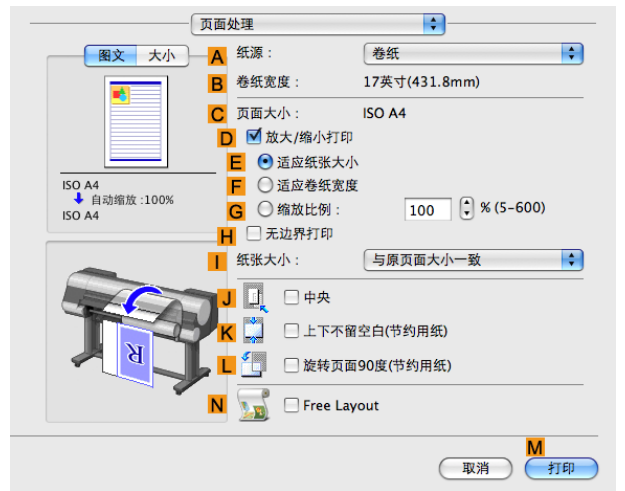 页面处理
图文 大小
A 纸源： 卷纸
B 卷纸宽度： 17英寸(431.8mm)
C 页面大小： ISO A4
D 放大/缩小打印
E 适应纸张大小
F 适应卷纸宽度
G 缩放比例： 100 % (5-600)
H 无边界打印
I 纸张大小： 与原页面大小一致
ISO A4
自动缩放 :100%
ISO A4
J 中央
K 上下不留空白(节约用纸)
L 旋转页面90度(节约用纸)
R
N Free Layout
M
取消 打印